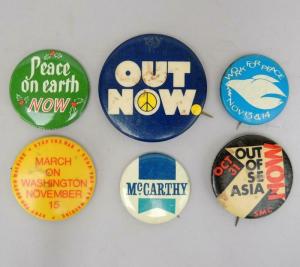 Peace
on earth
NOW
OUT
NOW.
WORK FOR PEACE
NOV 13 & 14
MARCH
ON
WASHINGTON
NOVEMBER
15
McCARTHY
OCT 31
OUT
OF SE
ASIA
NOW!
SMC